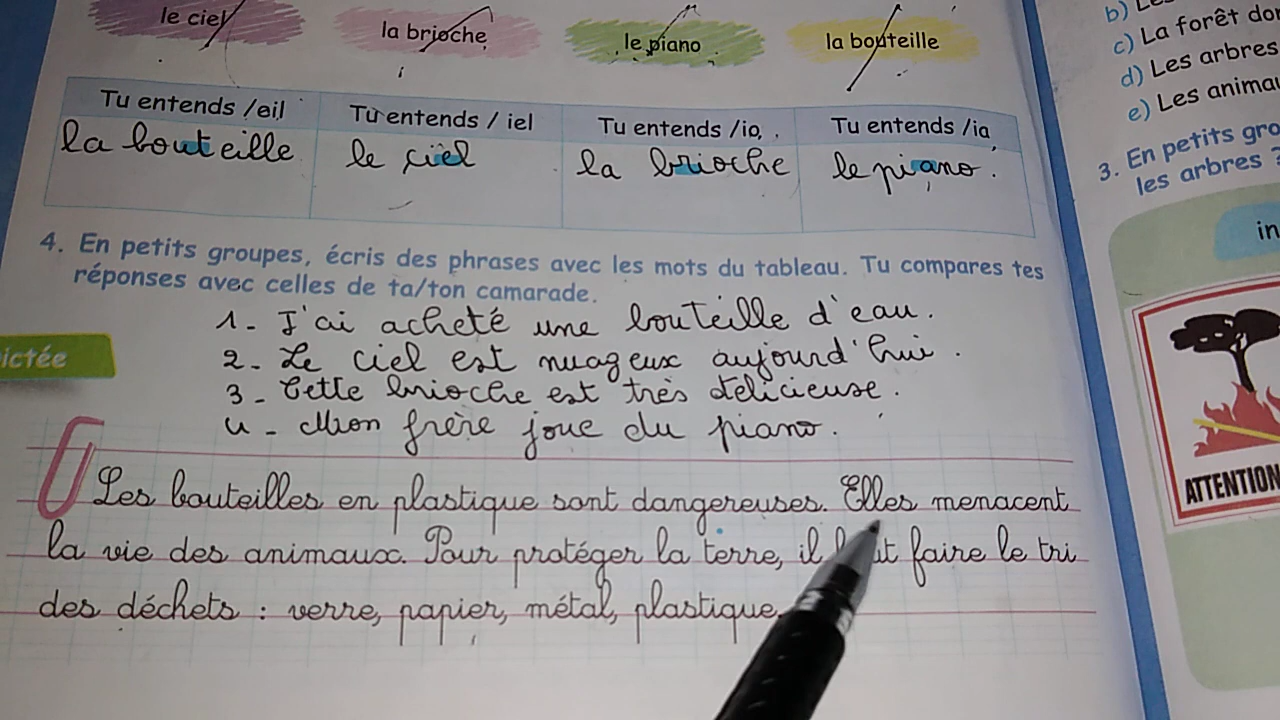 le ciel
la brioche
le piano
la bouteille
Tu entends /eil
Tu entends / iel
Tu entends /io
Tu entends /ia
la bouteille
le ciel
la brioche
le piano.
4. En petits groupes, écris des phrases avec les mots du tableau. Tu compares tes
réponses avec celles de ta/ton camarade.
1- J'ai acheté une bouteille d'eau.
2- Le ciel est nuageux aujourd'hui.
3- Cette brioche est très délicieuse.
4- Mon frère joue du piano.
ictée
Les bouteilles en plastique sont dangereuses. Elles menacent
la vie des animaux. Pour protéger la terre, il faire le tri
des déchets : verre, papier, métal, plastique
b)
c) La forêt
d) Les arbres
e) Les
3. En petits
les arbres ?
in
ATTENTION